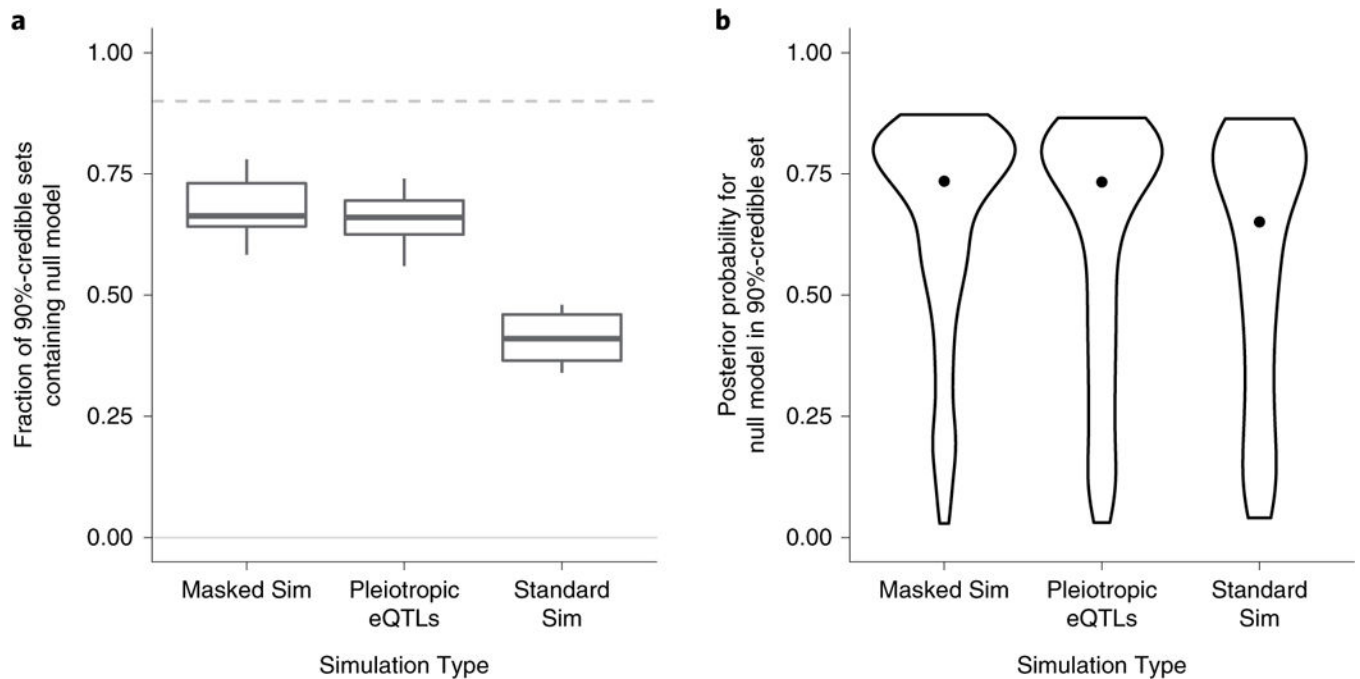 a
Fraction of 90%-credible sets
containing null model
1.00
0.75
0.50
0.25
0.00
Masked Sim
Pleiotropic
eQTLs
Standard
Sim
Simulation Type
b
Posterior probability for
null model in 90%-credible set
1.00
0.75
0.50
0.25
0.00
Masked Sim
Pleiotropic
eQTLs
Standard
Sim
Simulation Type